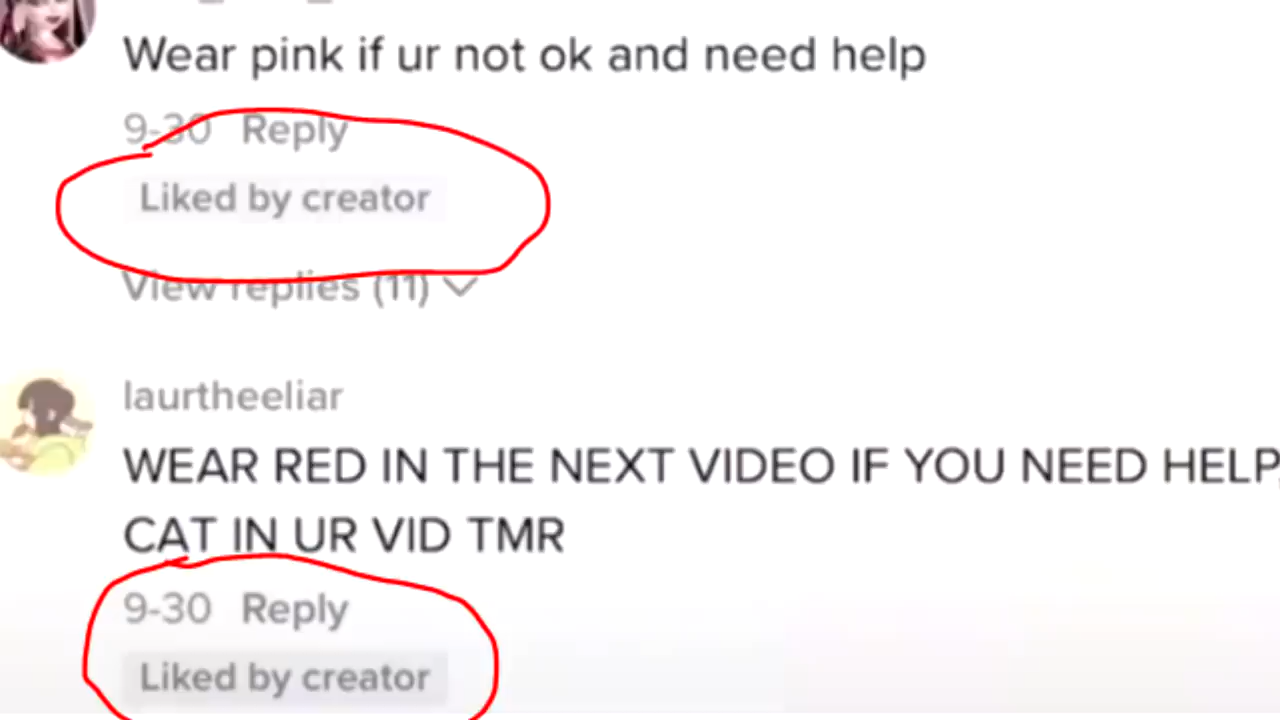 Wear pink if ur not ok and need help
9-30 Reply
Liked by creator
View replies (11)
laurtheeliar
WEAR RED IN THE NEXT VIDEO IF YOU NEED HELP,
CAT IN UR VID TMR
9-30 Reply
Liked by creator